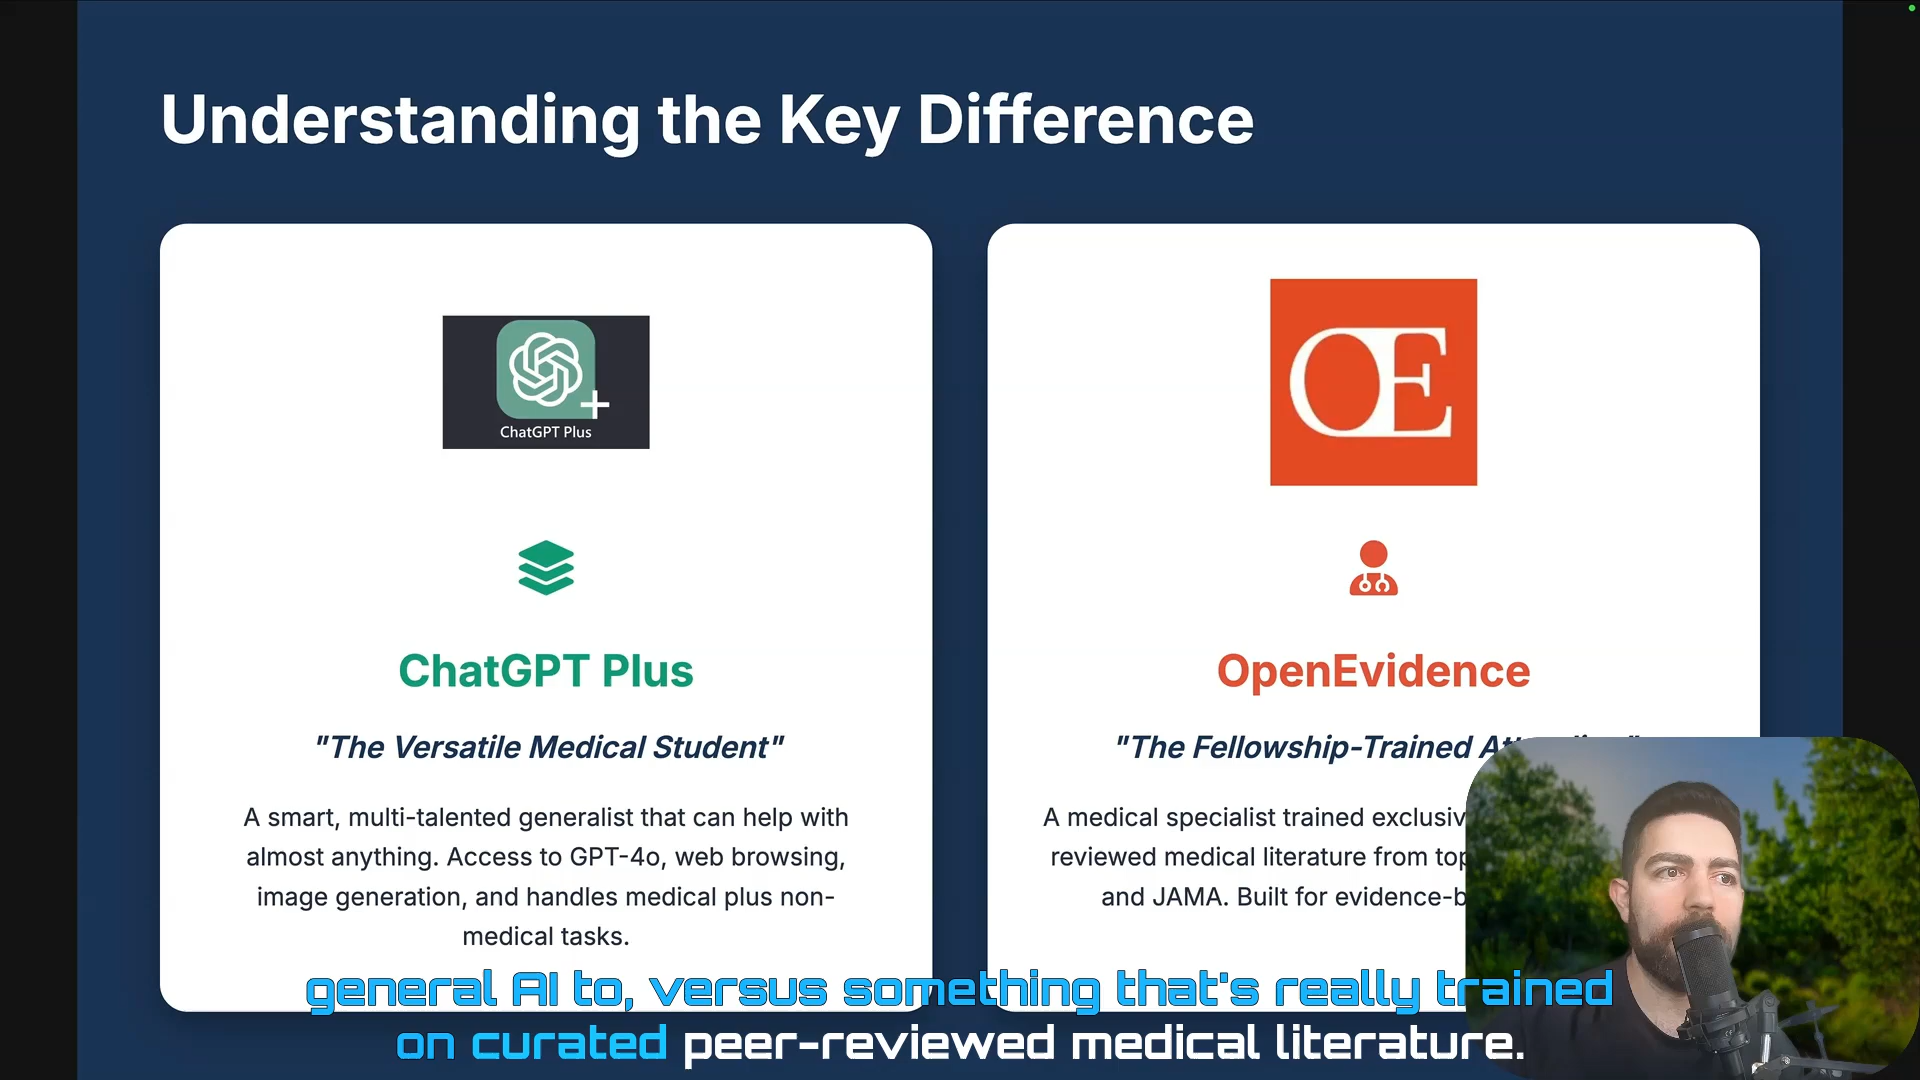 Understanding the Key Difference
ChatGPT Plus
OE
ChatGPT Plus
"The Versatile Medical Student"
A smart, multi-talented generalist that can help with
almost anything. Access to GPT-4o, web browsing,
image generation, and handles medical plus non-
medical tasks.
OpenEvidence
"The Fellowship-Trained
A medical specialist trained
reviewed medical literature from
and JAMA. Built for
general AI to, versus something that's really trained
on curated peer-reviewed medical literature.